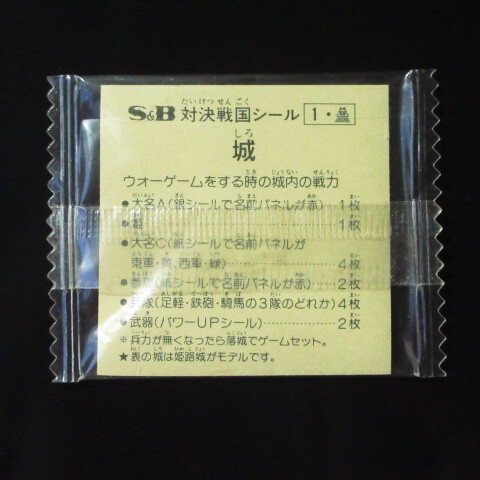 S&B 対決戦国シール 1・
城
ウォーゲームをする時の城内の戦力
●大名A(銀シールで名前パネルが赤)…1枚
●姫……1枚
●大名C(紙シールで名前パネルが
東軍・黄、西軍・緑)……4枚
●参謀(紙シールで名前パネルが赤)…2枚
●兵隊(足軽・鉄砲・騎馬の3隊のどれか)4枚
●武器(パワーUPシール)……2枚
※兵力が無くなったら落城でゲームセット。
★表の城は姫路城がモデルです。